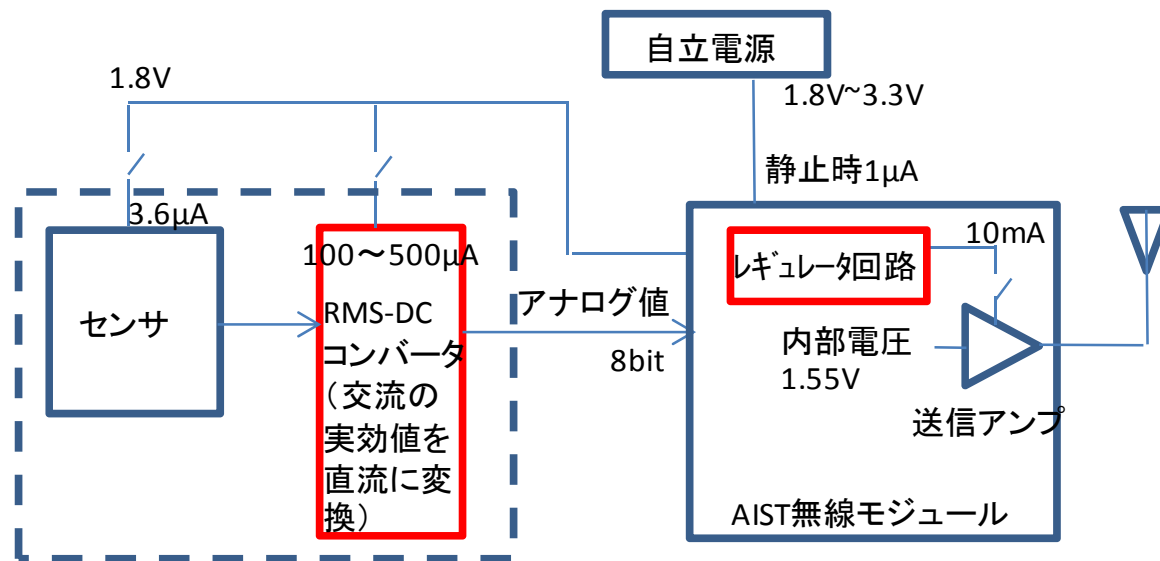 自立電源
1.8V
1.8V~3.3V
静止時1µA
3.6µA
センサ
100～500µA
RMS-DC
コンバータ
（交流の
実効値を
直流に変
換）
アナログ値
8bit
レギュレータ回路
10mA
内部電圧
1.55V
送信アンプ
AIST無線モジュール